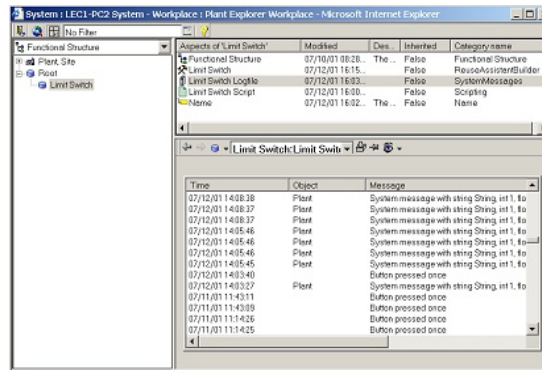 System : LEC1-PC2 System - Workplace : Plant Explorer Workplace - Microsoft Internet Explorer
No Filter
Functional Structure
Plant, Site
Root
Limit Switch
Aspects of 'Limit Switch' Modified Des... Inherited Category name
Functional Structure 07/10/01 08:28... The ... False Functional Structure
Limit Switch 07/12/01 16:15... False ReuseAssistantBuilder
Limit Switch Logfile 07/12/01 16:03... False SystemMessages
Limit Switch Script 07/12/01 16:00... False Scripting
Name 07/12/01 16:02... The ... False Name
Limit Switch:Limit Switch
Time Object Message
07/12/01 14:08:38 Plant System message with string String, int 1, flo
07/12/01 14:08:37 Plant System message with string String, int 1, flo
07/12/01 14:08:37 Plant System message with string String, int 1, flo
07/12/01 14:05:46 Plant System message with string String, int 1, flo
07/12/01 14:05:46 Plant System message with string String, int 1, flo
07/12/01 14:05:46 Plant System message with string String, int 1, flo
07/12/01 14:05:45 Plant System message with string String, int 1, flo
07/12/01 14:03:40 Button pressed once
07/12/01 14:03:27 Plant System message with string String, int 1, flo
07/11/01 11:43:11 Button pressed once
07/11/01 11:43:09 Button pressed once
07/11/01 11:14:26 Button pressed once
07/11/01 11:14:25 Button pressed once